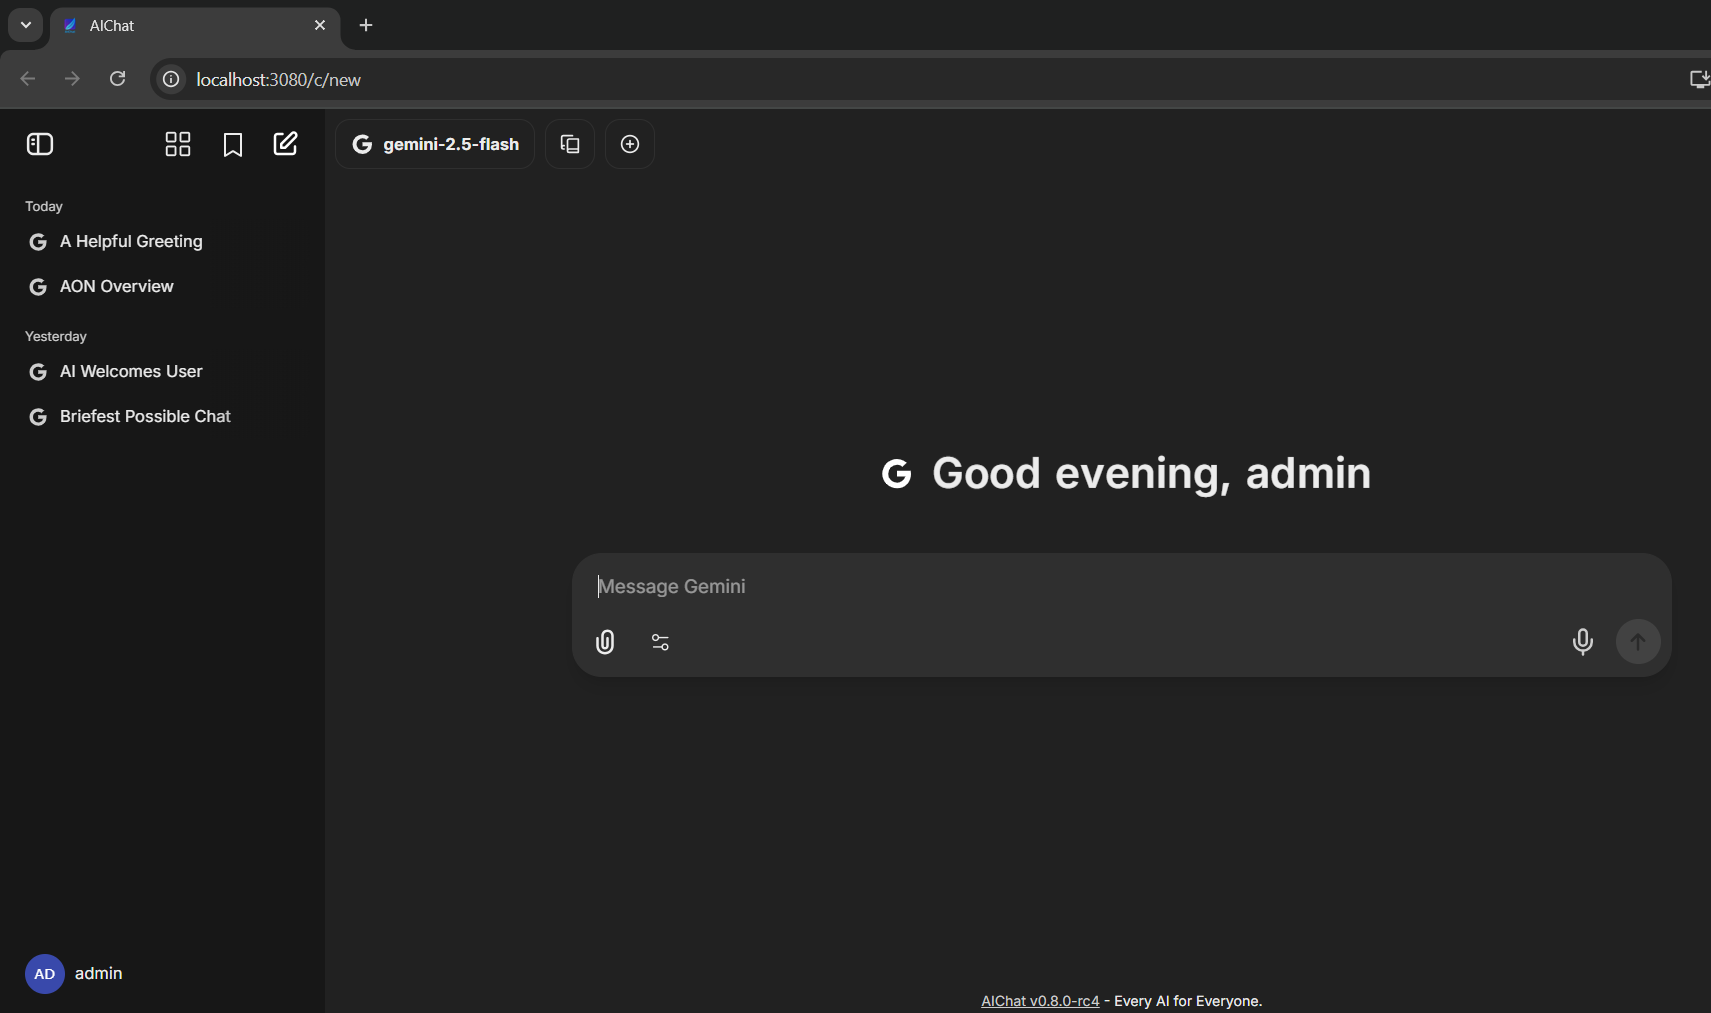 AIChat
localhost:3080/c/new
gemini-2.5-flash
Today
A Helpful Greeting
AON Overview
Yesterday
AI Welcomes User
Briefest Possible Chat
Good evening, admin
Message Gemini
AD admin
AIChat v0.8.0-rc4 - Every AI for Everyone.